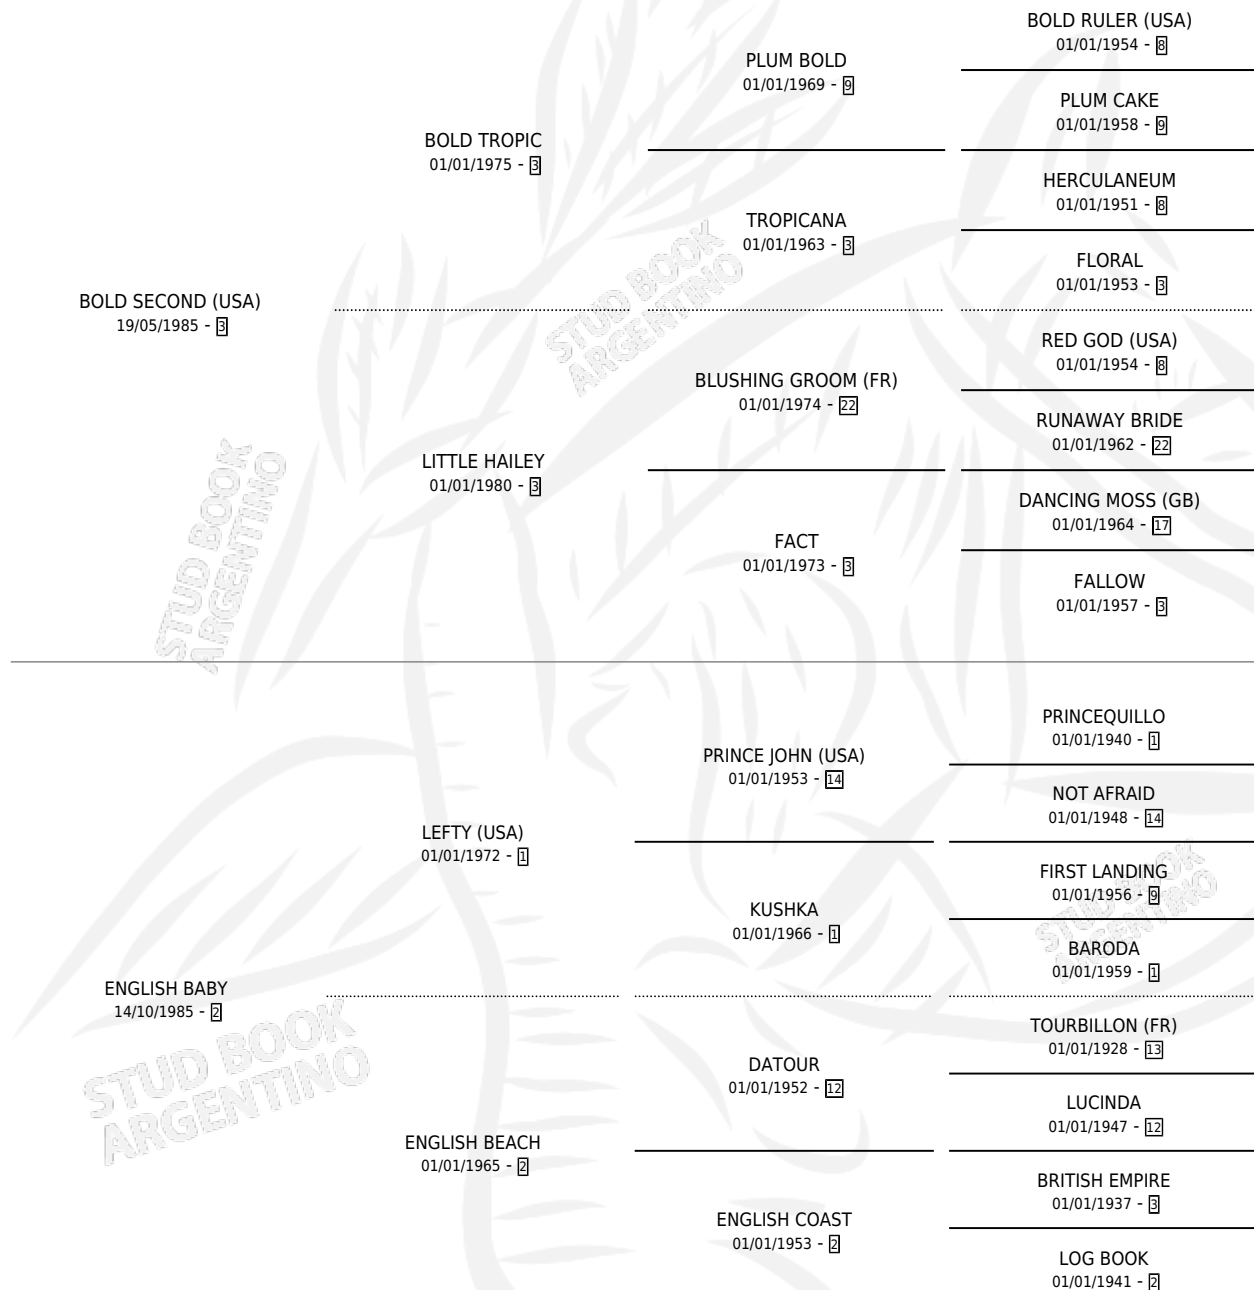 BOLD RULER (USA)
01/01/1954 - 8
PLUM BOLD
01/01/1969 - 9
PLUM CAKE
01/01/1958 - 9
BOLD TROPIC
01/01/1975 - 3
HERCULANEUM
01/01/1951 - 8
TROPICANA
01/01/1963 - 3
FLORAL
01/01/1953 - 3
BOLD SECOND (USA)
19/05/1985 - 3
RED GOD (USA)
01/01/1954 - 8
BLUSHING GROOM (FR)
01/01/1974 - 22
RUNAWAY BRIDE
01/01/1962 - 22
LITTLE HAILEY
01/01/1980 - 3
DANCING MOSS (GB)
01/01/1964 - 17
FACT
01/01/1973 - 3
FALLOW
01/01/1957 - 3
PRINCEQUILLO
01/01/1940 - 1
PRINCE JOHN (USA)
01/01/1953 - 14
NOT AFRAID
01/01/1948 - 14
LEFTY (USA)
01/01/1972 - 1
FIRST LANDING
01/01/1956 - 9
KUSHKA
01/01/1966 - 1
BARODA
01/01/1959 - 1
ENGLISH BABY
14/10/1985 - 2
TOURBILLON (FR)
01/01/1928 - 13
DATOUR
01/01/1952 - 12
LUCINDA
01/01/1947 - 12
ENGLISH BEACH
01/01/1965 - 2
BRITISH EMPIRE
01/01/1937 - 3
ENGLISH COAST
01/01/1953 - 2
LOG BOOK
01/01/1941 - 2
STUD BOOK
ARGENTINO
STUD BOOK
ARGENTINO
STUD BOOK
ARGENTINO
STUD BOOK
ARGENTINO